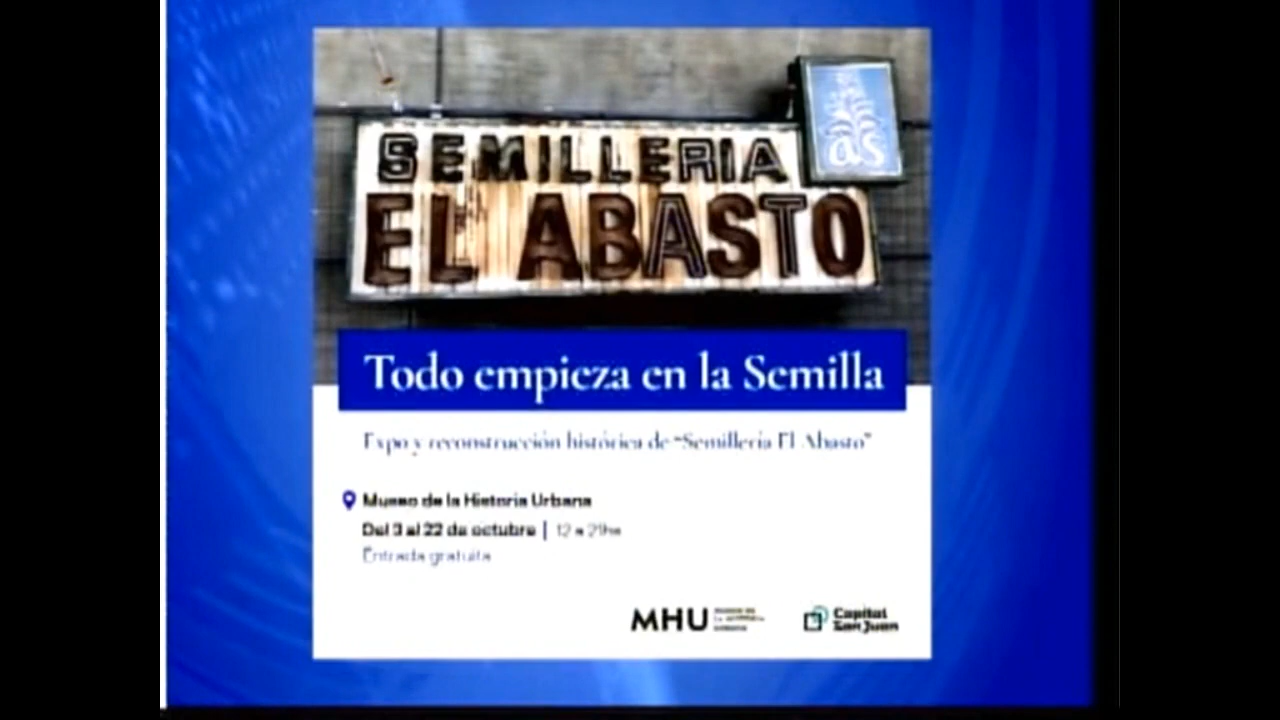 SEMILLERIA
EL ABASTO
as
Todo empieza en la Semilla
Expo y reconstrucción histórica de “Semillería El Abasto”
Museo de la Historia Urbana
Del 3 al 22 de octubre |
Entrada gratuita
MHU
Capital
San Juan